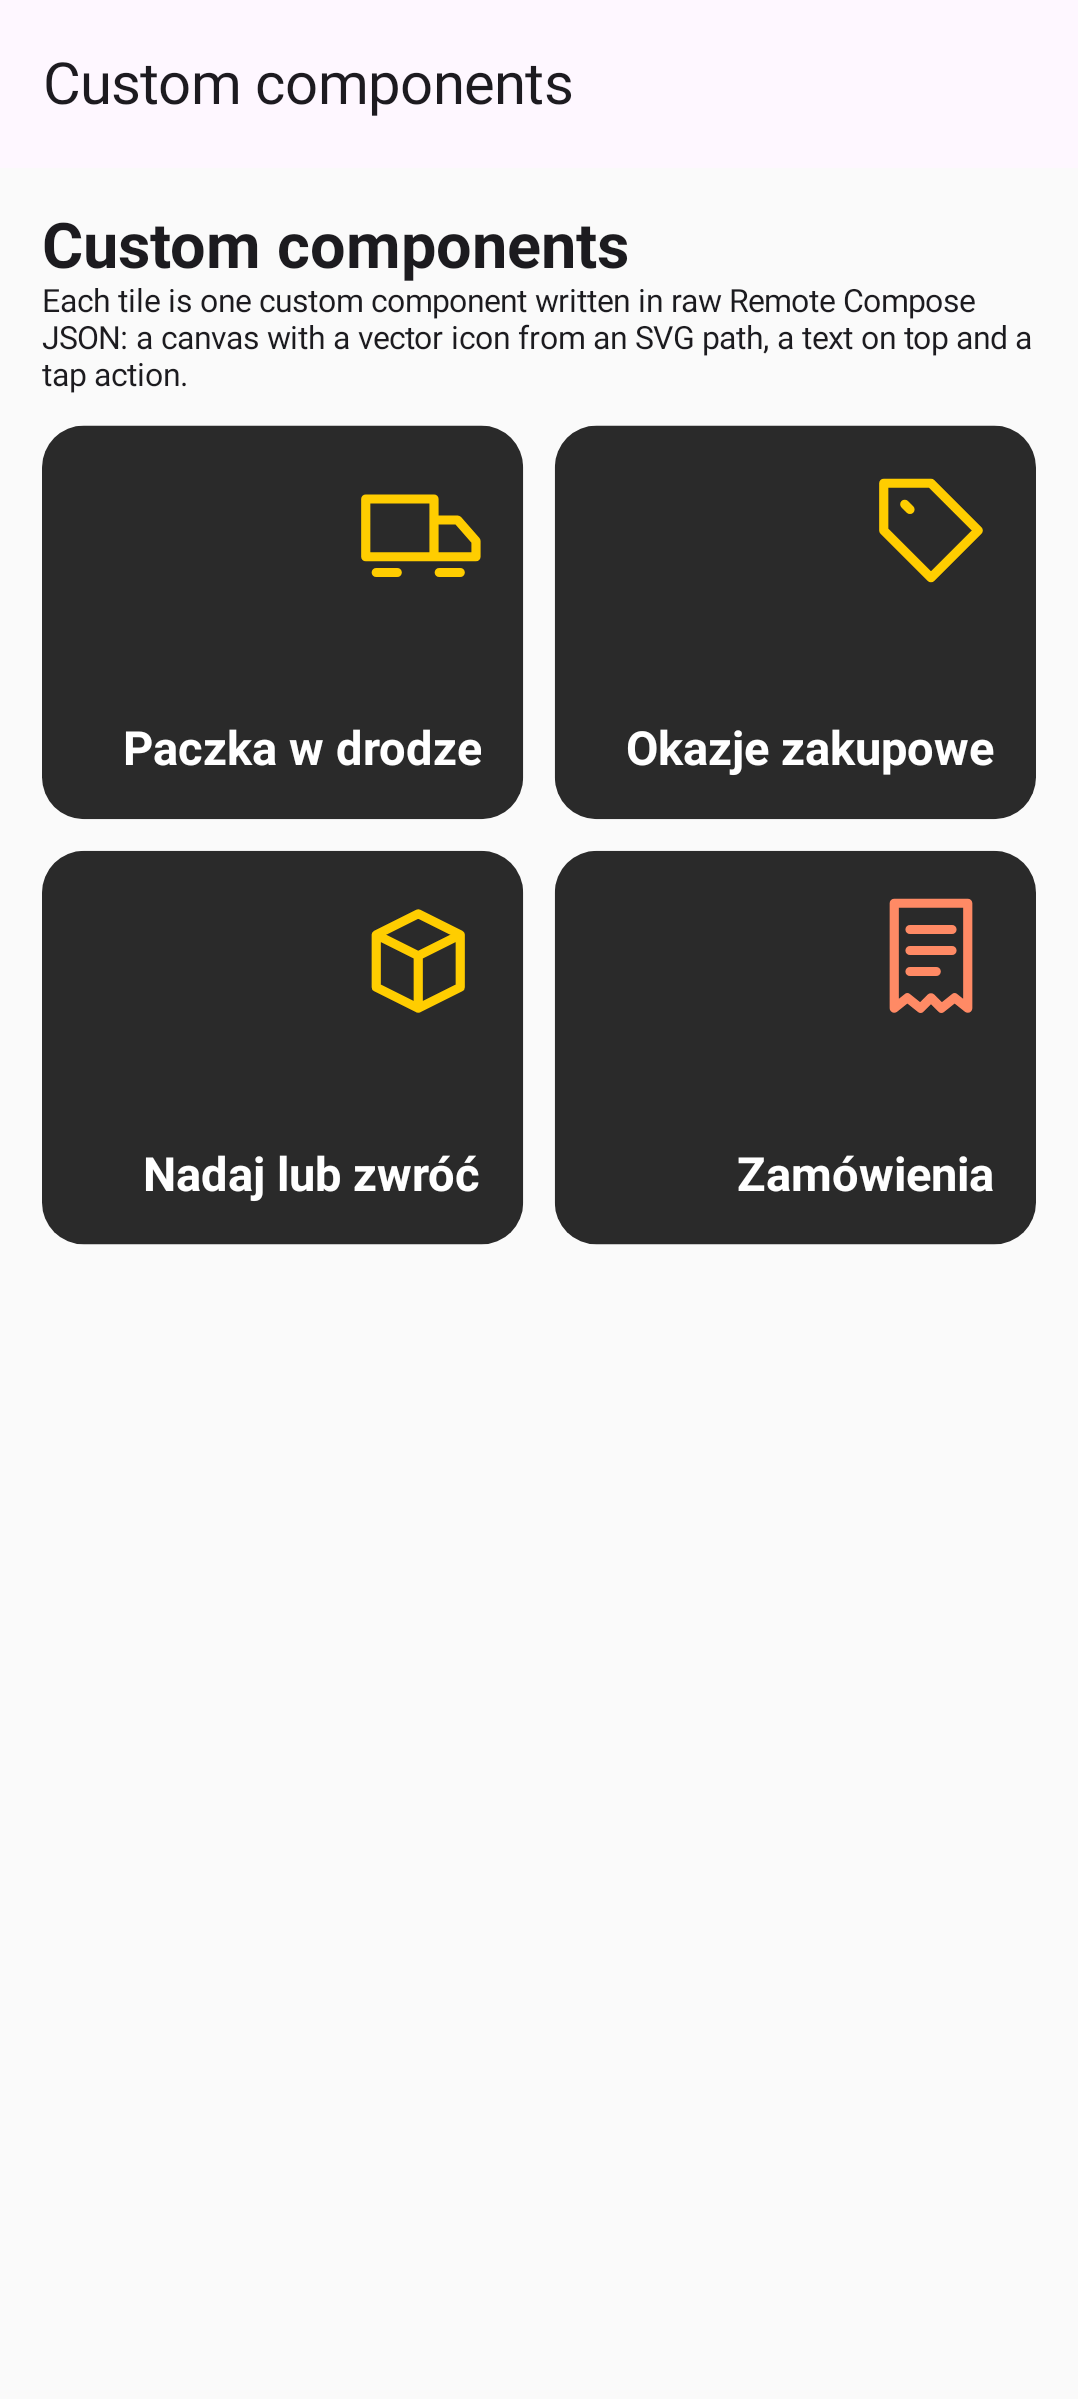 Custom components
Custom components
Each tile is one custom component written in raw Remote Compose
JSON: a canvas with a vector icon from an SVG path, a text on top and a
tap action.
Paczka w drodze
Okazje zakupowe
Nadaj lub zwróć
Zamówienia